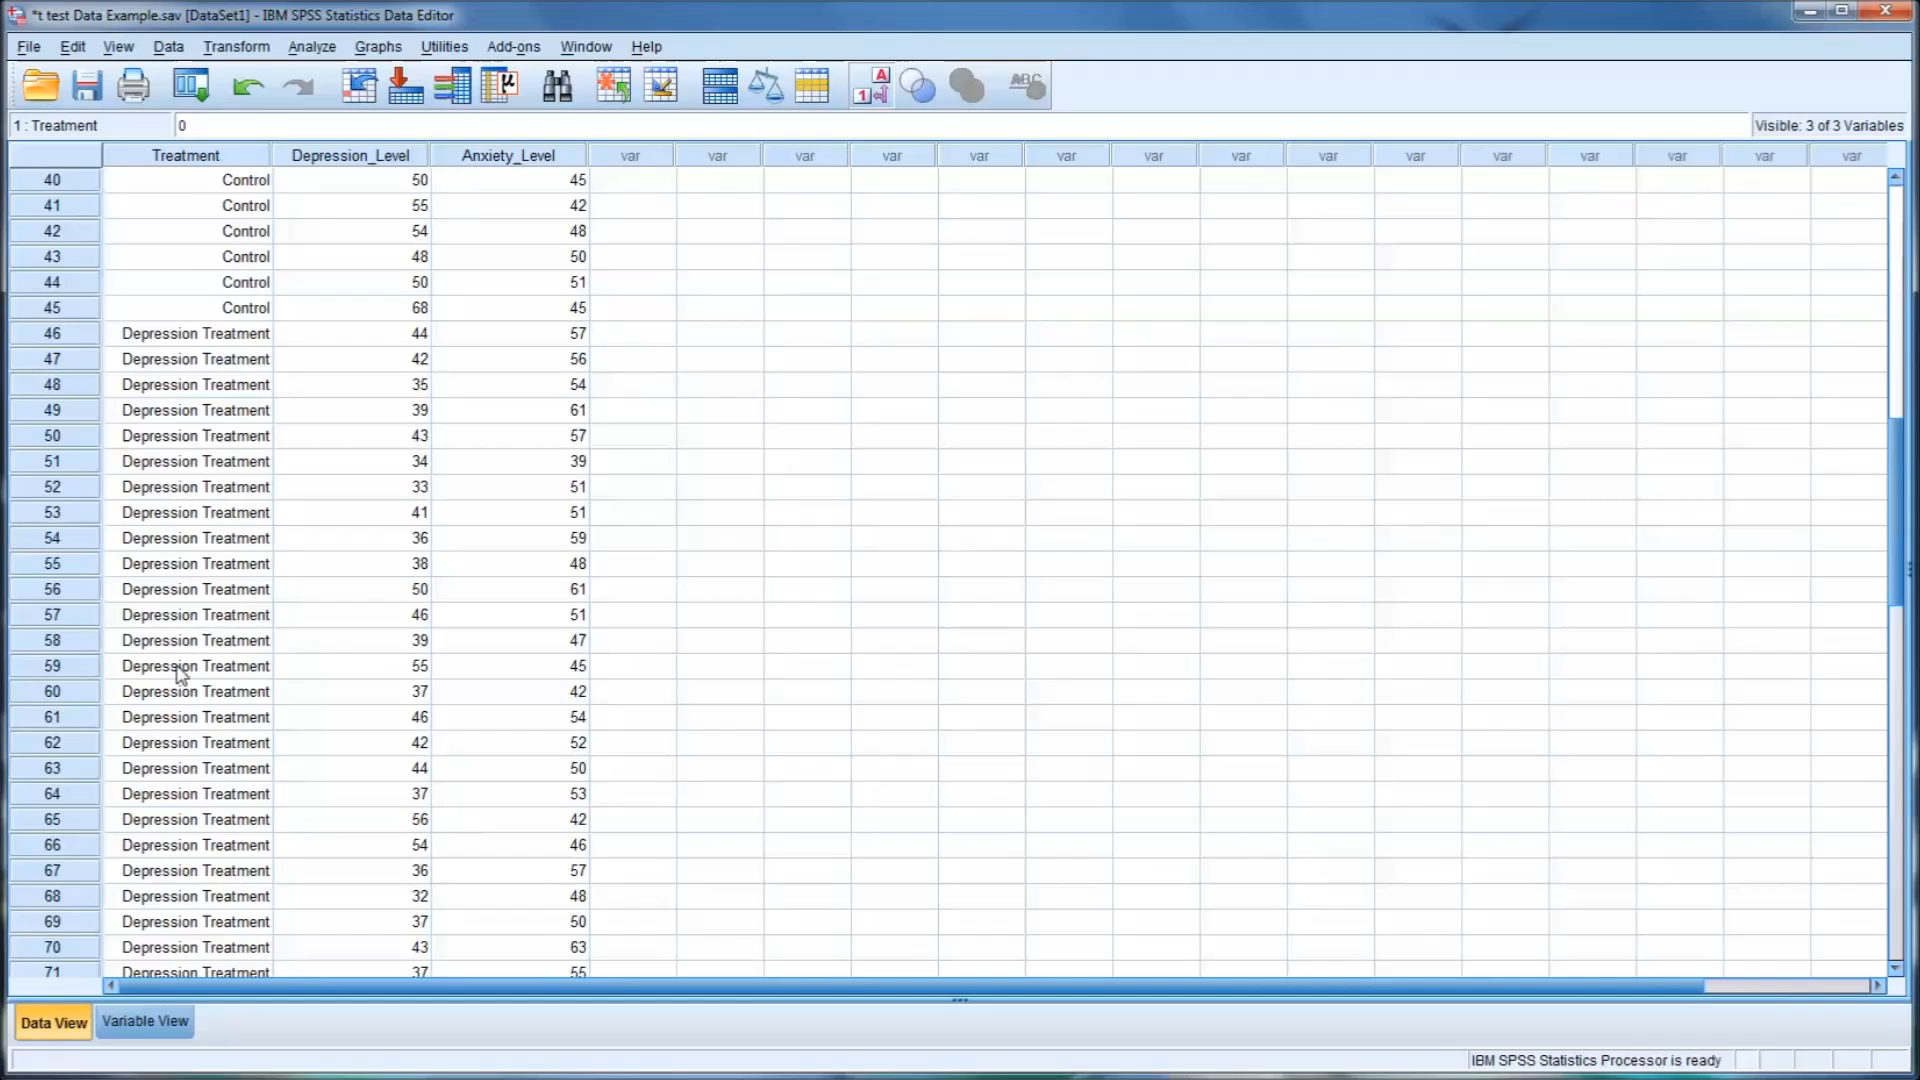 *t test Data Example.sav [DataSet1] - IBM SPSS Statistics Data Editor
File Edit View Data Transform Analyze Graphs Utilities Add-ons Window Help
μ A 1 ABC
1 : Treatment 0 Visible: 3 of 3 Variables
Treatment Depression_Level Anxiety_Level var var var var var var var var var var var var var var var
40 Control 50 45
41 Control 55 42
42 Control 54 48
43 Control 48 50
44 Control 50 51
45 Control 68 45
46 Depression Treatment 44 57
47 Depression Treatment 42 56
48 Depression Treatment 35 54
49 Depression Treatment 39 61
50 Depression Treatment 43 57
51 Depression Treatment 34 39
52 Depression Treatment 33 51
53 Depression Treatment 41 51
54 Depression Treatment 36 59
55 Depression Treatment 38 48
56 Depression Treatment 50 61
57 Depression Treatment 46 51
58 Depression Treatment 39 47
59 Depression Treatment 55 45
60 Depression Treatment 37 42
61 Depression Treatment 46 54
62 Depression Treatment 42 52
63 Depression Treatment 44 50
64 Depression Treatment 37 53
65 Depression Treatment 56 42
66 Depression Treatment 54 46
67 Depression Treatment 36 57
68 Depression Treatment 32 48
69 Depression Treatment 37 50
70 Depression Treatment 43 63
71 Depression Treatment 37 55
Data View Variable View
IBM SPSS Statistics Processor is ready